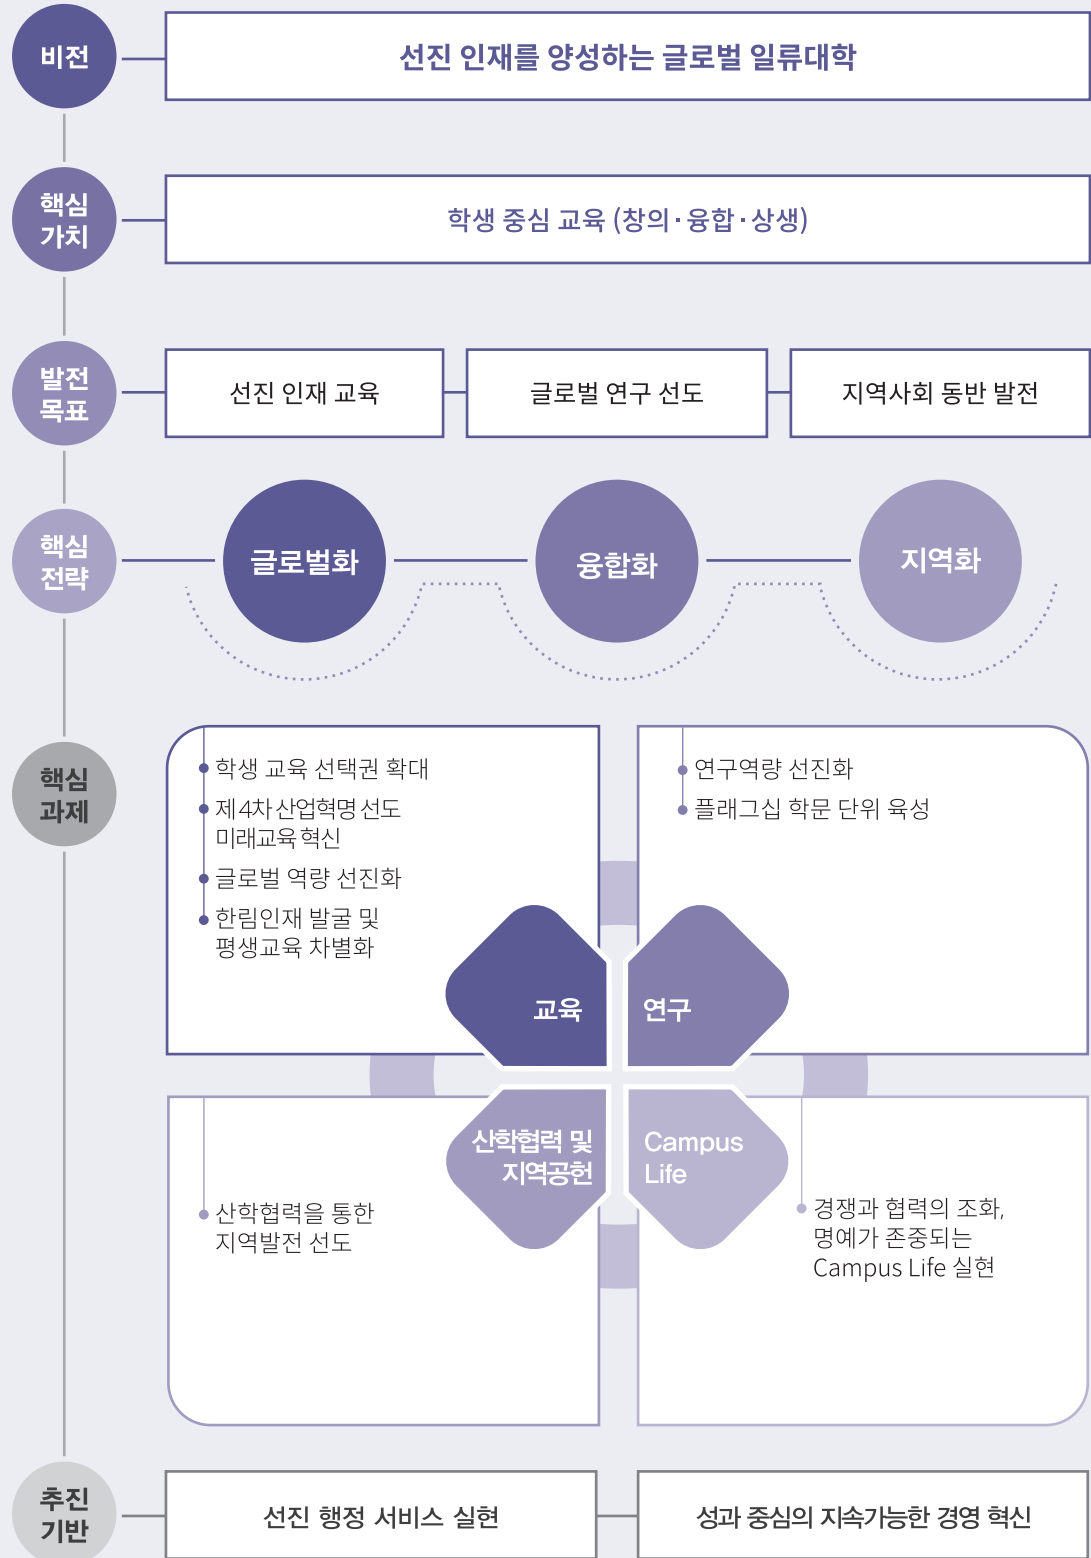 비전
선진 인재를 양성하는 글로벌 일류대학
핵심
가치
학생 중심 교육 (창의·융합·상생)
발전
목표
선진 인재 교육
글로벌 연구 선도
지역사회 동반 발전
핵심
전략
글로벌화
융합화
지역화
핵심
과제
학생 교육 선택권 확대
제4차 산업혁명 선도
미래교육 혁신
글로벌 역량 선진화
한림인재 발굴 및
평생교육 차별화
교육
연구역량 선진화
플래그십 학문 단위 육성
연구
산학협력 및
지역공헌
산학협력을 통한
지역발전 선도
Campus
Life
경쟁과 협력의 조화,
명예가 존중되는
Campus Life 실현
추진
기반
선진 행정 서비스 실현
성과 중심의 지속가능한 경영 혁신